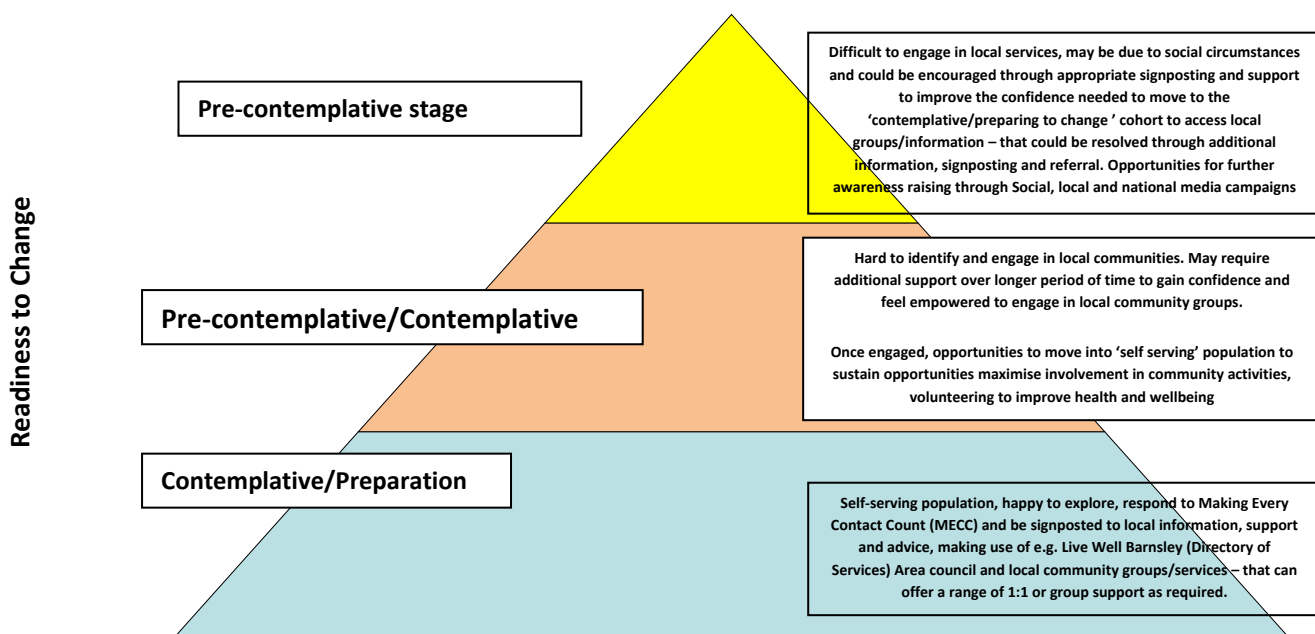 Readiness to Change
Pre-contemplative stage
Difficult to engage in local services, may be due to social circumstances
and could be encouraged through appropriate signposting and support
to improve the confidence needed to move to the
‘contemplative/preparing to change ’ cohort to access local
groups/information – that could be resolved through additional
information, signposting and referral. Opportunities for further
awareness raising through Social, local and national media campaigns
Pre-contemplative/Contemplative
Hard to identify and engage in local communities. May require
additional support over longer period of time to gain confidence and
feel empowered to engage in local community groups.
Once engaged, opportunities to move into ‘self serving’ population to
sustain opportunities maximise involvement in community activities,
volunteering to improve health and wellbeing
Contemplative/Preparation
Self-serving population, happy to explore, respond to Making Every
Contact Count (MECC) and be signposted to local information, support
and advice, making use of e.g. Live Well Barnsley (Directory of
Services) Area council and local community groups/services – that can
offer a range of 1:1 or group support as required.